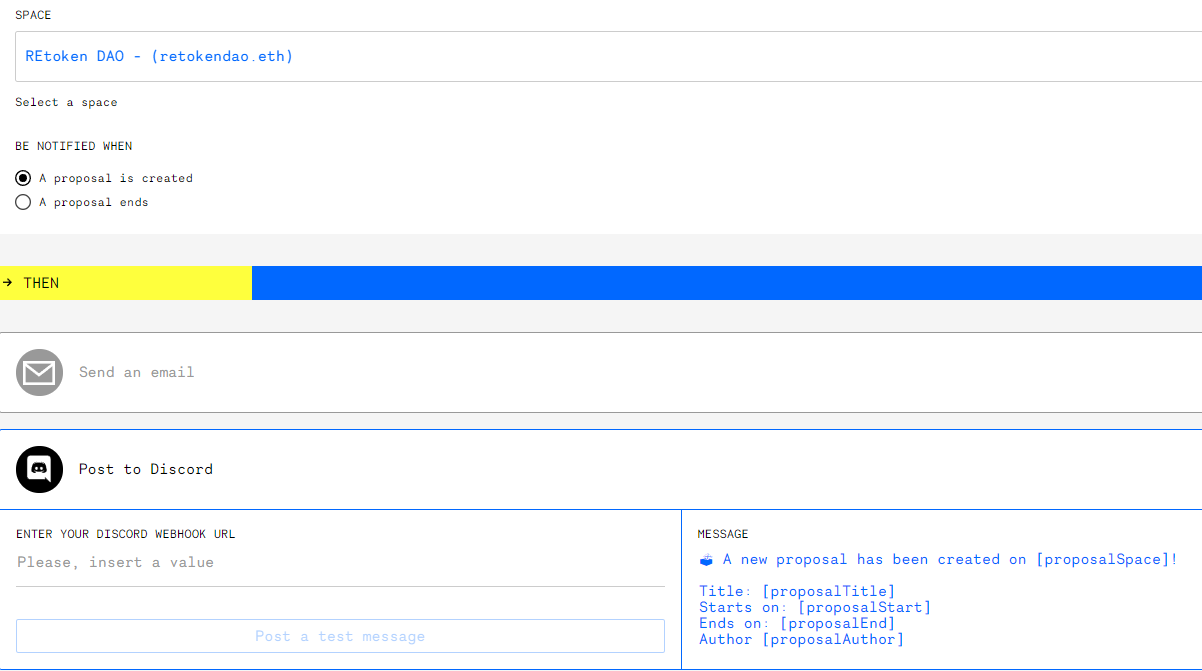 SPACE
REtoken DAO - (retokendao.eth)
Select a space
BE NOTIFIED WHEN
A proposal is created
A proposal ends
→ THEN
Send an email
Post to Discord
ENTER YOUR DISCORD WEBHOOK URL
Please, insert a value
Post a test message
MESSAGE
🗳 A new proposal has been created on [proposalSpace]!
Title: [proposalTitle]
Starts on: [proposalStart]
Ends on: [proposalEnd]
Author [proposalAuthor]